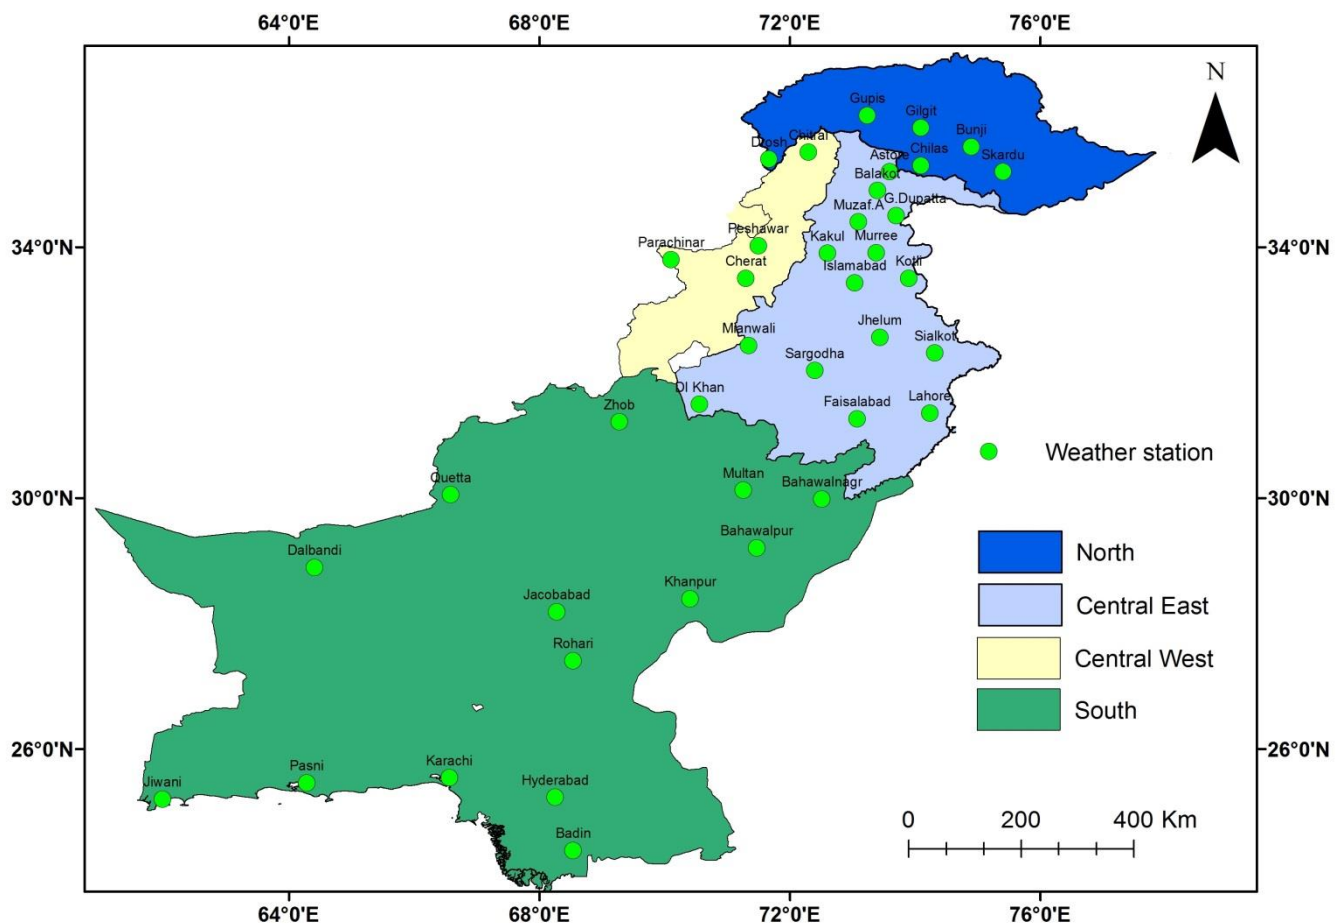 64°0'E 68°0'E 72°0'E 76°0'E
N
Gupis
Gilgit
Bunji
Chitral
Drosh
Chilas
Astore
Skardu
Balakot
G.Dupatta
Muzaf.A
34°0'N
Peshawar
Kakul
Murree
34°0'N
Parachinar
Cherat
Islamabad
Kotli
Mianwali
Jhelum
Sialkot
Sargodha
DI Khan
Zhob
Faisalabad
Lahore
Weather station
Quetta
Multan
Bahawalnagr
30°0'N
30°0'N
Bahawalpur
Dalbandi
North
Khanpur
Jacobabad
Central East
Rohari
Central West
South
26°0'N
26°0'N
Karachi
Pasni
Jiwani
Hyderabad
Badin
0 200 400 Km
64°0'E 68°0'E 72°0'E 76°0'E